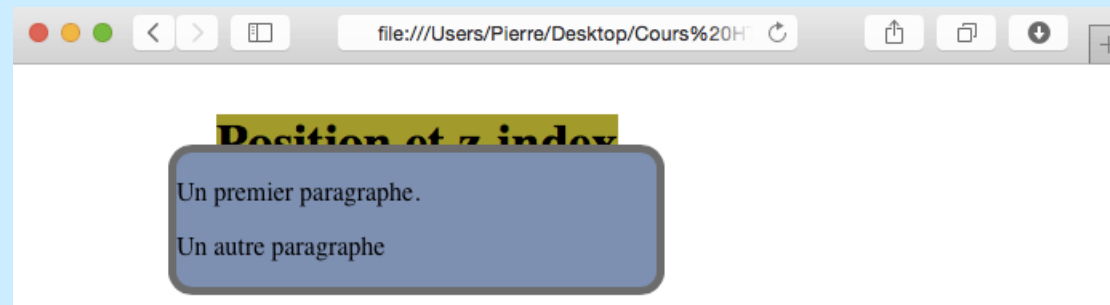 file:///Users/Pierre/Desktop/Cours%20H
Position et z-index
Un premier paragraphe.
Un autre paragraphe